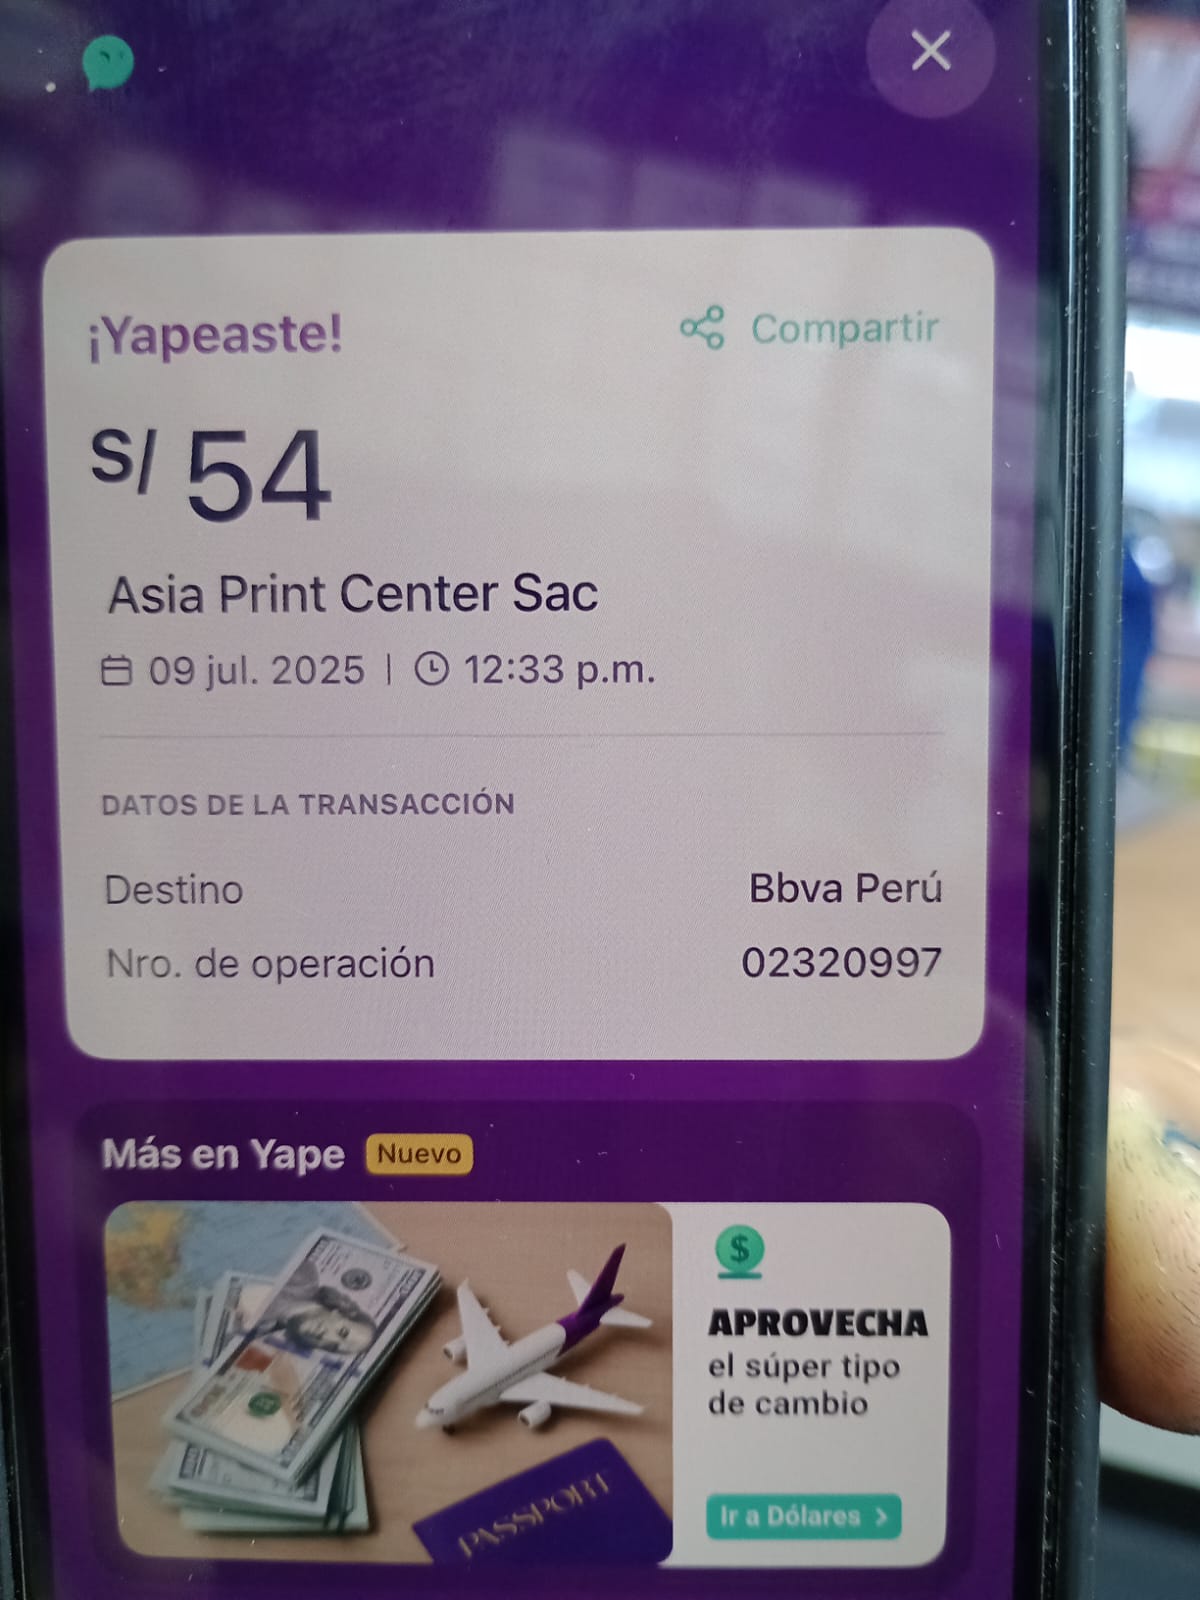 ¡Yapeaste!
Compartir
S/ 54
Asia Print Center Sac
09 jul. 2025 | 12:33 p.m.
DATOS DE LA TRANSACCIÓN
Destino Bbva Perú
Nro. de operación 02320997
Más en Yape Nuevo
$
APROVECHA
el súper tipo
de cambio
Ir a Dólares >
PASSPORT